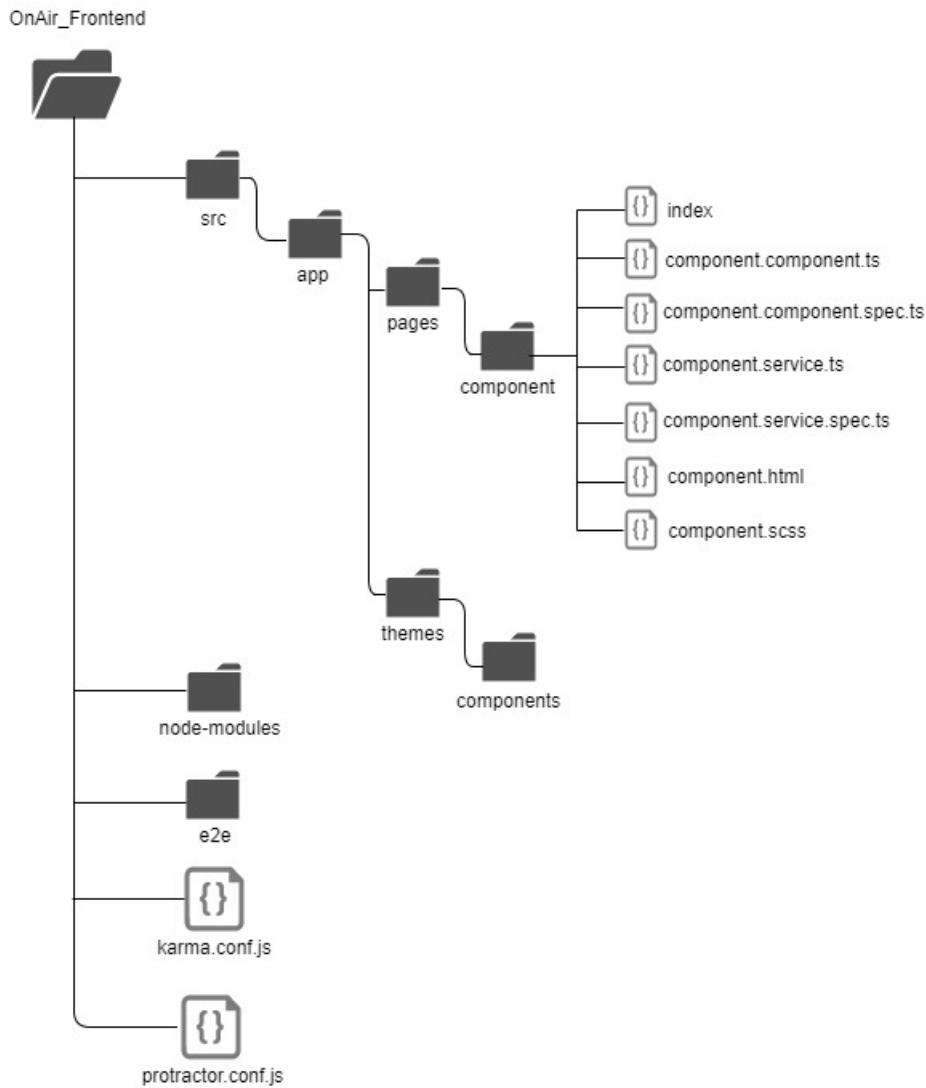 OnAir_Frontend
src
app
pages
component
{} index
{} component.component.ts
{} component.component.spec.ts
{} component.service.ts
{} component.service.spec.ts
{} component.html
{} component.scss
themes
components
node-modules
e2e
{}
karma.conf.js
{}
protractor.conf.js